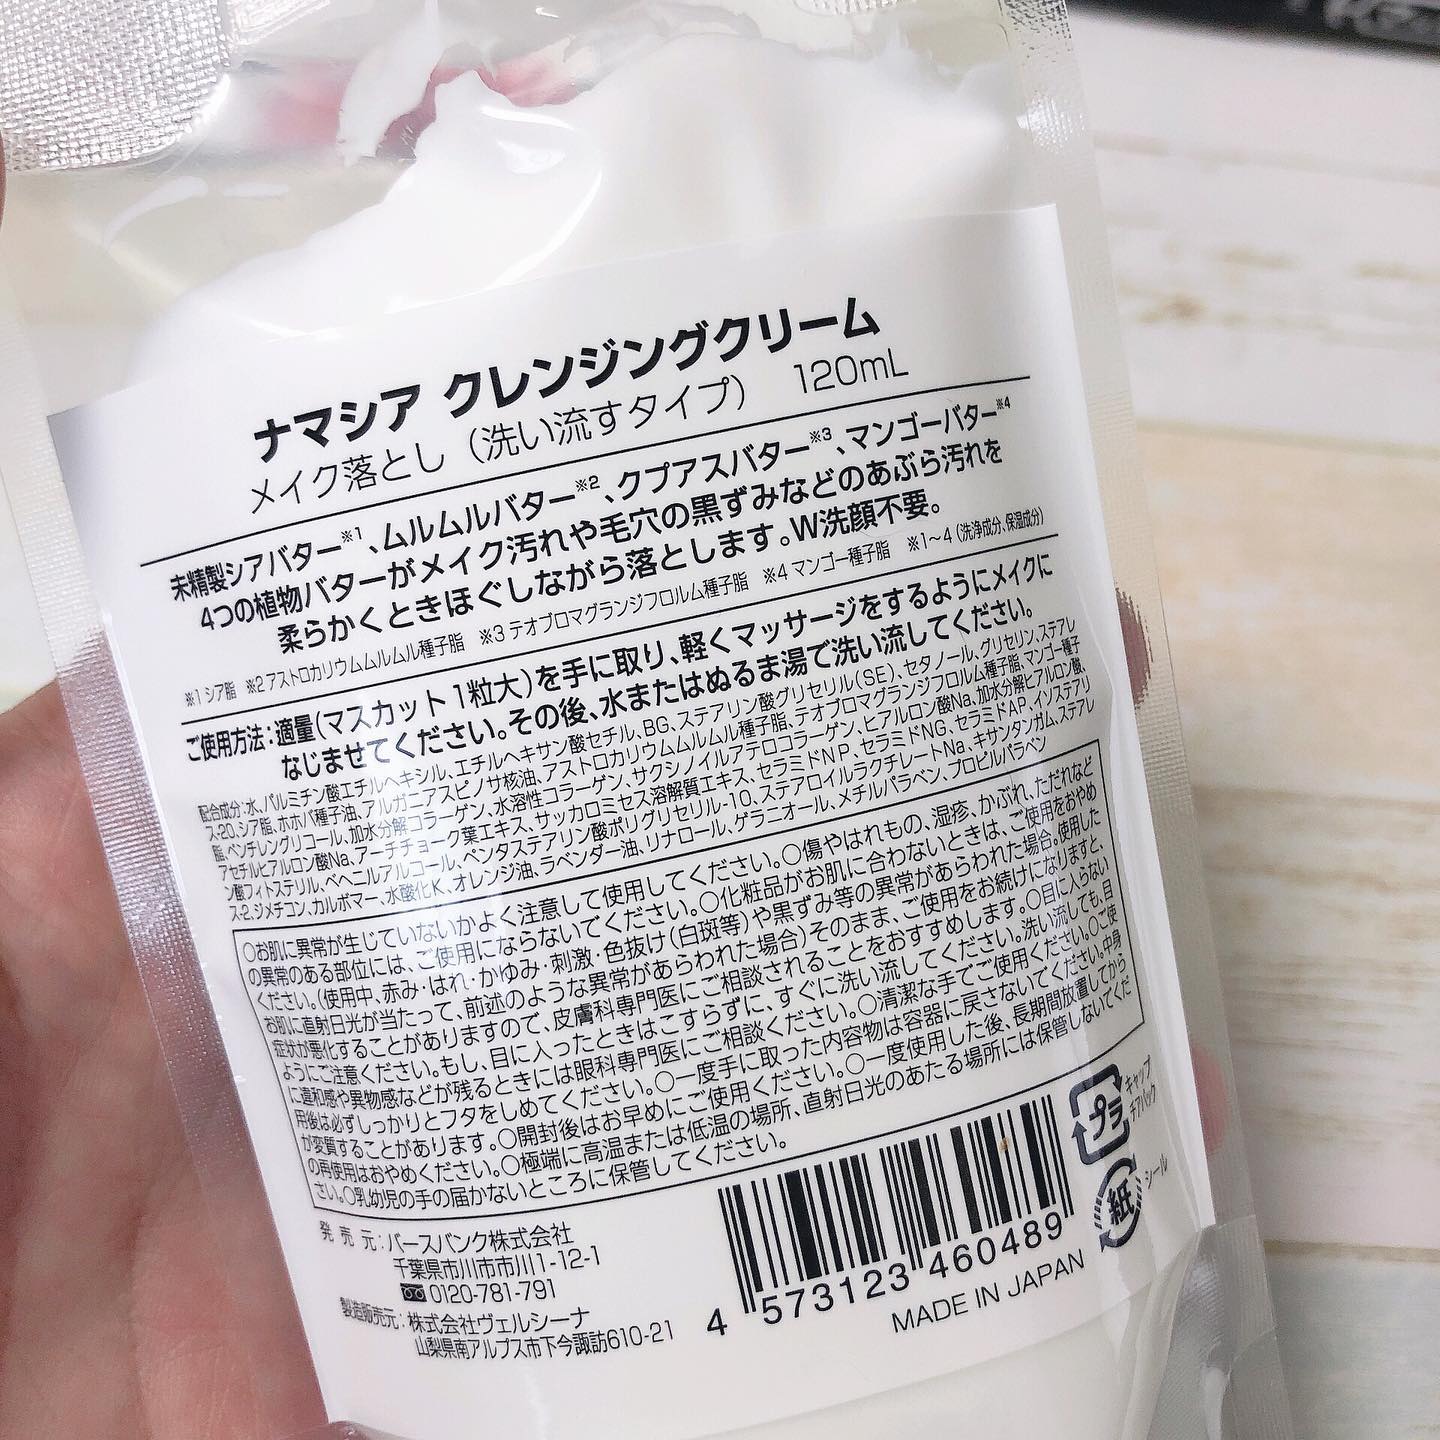 ナマシア クレンジングクリーム
メイク落とし（洗い流すタイプ） 120mL
未精製シアバター※1、ムルムルバター※2、クプアスバター※3、マンゴーバター※4
4つの植物バターがメイク汚れや毛穴の黒ずみなどのあぶら汚れを
柔らかくときほぐしながら落とします。W洗顔不要。
※1 シア脂 ※2 アストロカリウムムルムル種子脂 ※3 テオブロマグランジフロルム種子脂 ※4 マンゴー種子脂 ※1〜4（洗浄成分、保湿成分）
ご使用方法：適量（マスカット1粒大）を手に取り、軽くマッサージをするようにメイクに
なじませてください。その後、水またはぬるま湯で洗い流してください。
配合成分：水、パルミチン酸エチルヘキシル、エチルヘキサン酸セチル、BG、ステアリン酸グリセリル（SE）、セタノール、グリセリン、ステアレ
ス-20、シア脂、ホホバ種子油、アルガニアスピノサ核油、アストロカリウムムルムル種子脂、テオブロマグランジフロルム種子脂、マンゴー種子
脂、ペンチレングリコール、加水分解コラーゲン、水溶性コラーゲン、サクシノイルアテロコラーゲン、ヒアルロン酸Na、加水分解ヒアルロン酸、
アセチルヒアルロン酸Na、アーチチョーク葉エキス、サッカロミセス溶解質エキス、セラミドNP、セラミドNG、セラミドAP、イソステアリ
ン酸フィトステリル、ベヘニルアルコール、ペンタステアリン酸ポリグリセリル-10、ステアロイルラクチレートNa、キサンタンガム、ステアレ
ス-2、ジメチコン、カルボマー、水酸化K、オレンジ油、ラベンダー油、リナロール、ゲラニオール、メチルパラベン、プロピルパラベン
○お肌に異常が生じていないかよく注意して使用してください。○傷やはれもの、湿疹、かぶれ、ただれなど
の異常のある部位には、ご使用にならないでください。○化粧品がお肌に合わないときは、ご使用をおやめ
ください。（使用中、赤み・はれ・かゆみ・刺激・色抜け（白斑等）や黒ずみ等の異常があらわれた場合。使用した
お肌に直射日光が当たって、前述のような異常があらわれた場合）そのまま、ご使用をお続けになりますと、
症状が悪化することがありますので、皮膚科専門医にご相談されることをおすすめします。○目に入らない
ようにご注意ください。もし、目に入ったときはこすらずに、すぐに洗い流してください。洗い流しても、目
に違和感や異物感などが残るときには眼科専門医にご相談ください。○清潔な手でご使用ください。○ご使
用後は必ずしっかりとフタをしめてください。○一度手に取った内容物は容器に戻さないでください。中身
が変質することがあります。○開封後はお早めにご使用ください。○一度使用した後、長期間放置してから
の再使用はおやめください。○極端に高温または低温の場所、直射日光のあたる場所には保管しないでくだ
さい。○乳幼児の手の届かないところに保管してください。
発売元：バースバンク株式会社
千葉県市川市市川1-12-1
0120-781-791
製造販売元：株式会社ヴェルシーナ
山梨県南アルプス市下今諏訪610-21
プラ
キャップ
チアパック
紙
シール
4 573123 460489
MADE IN JAPAN